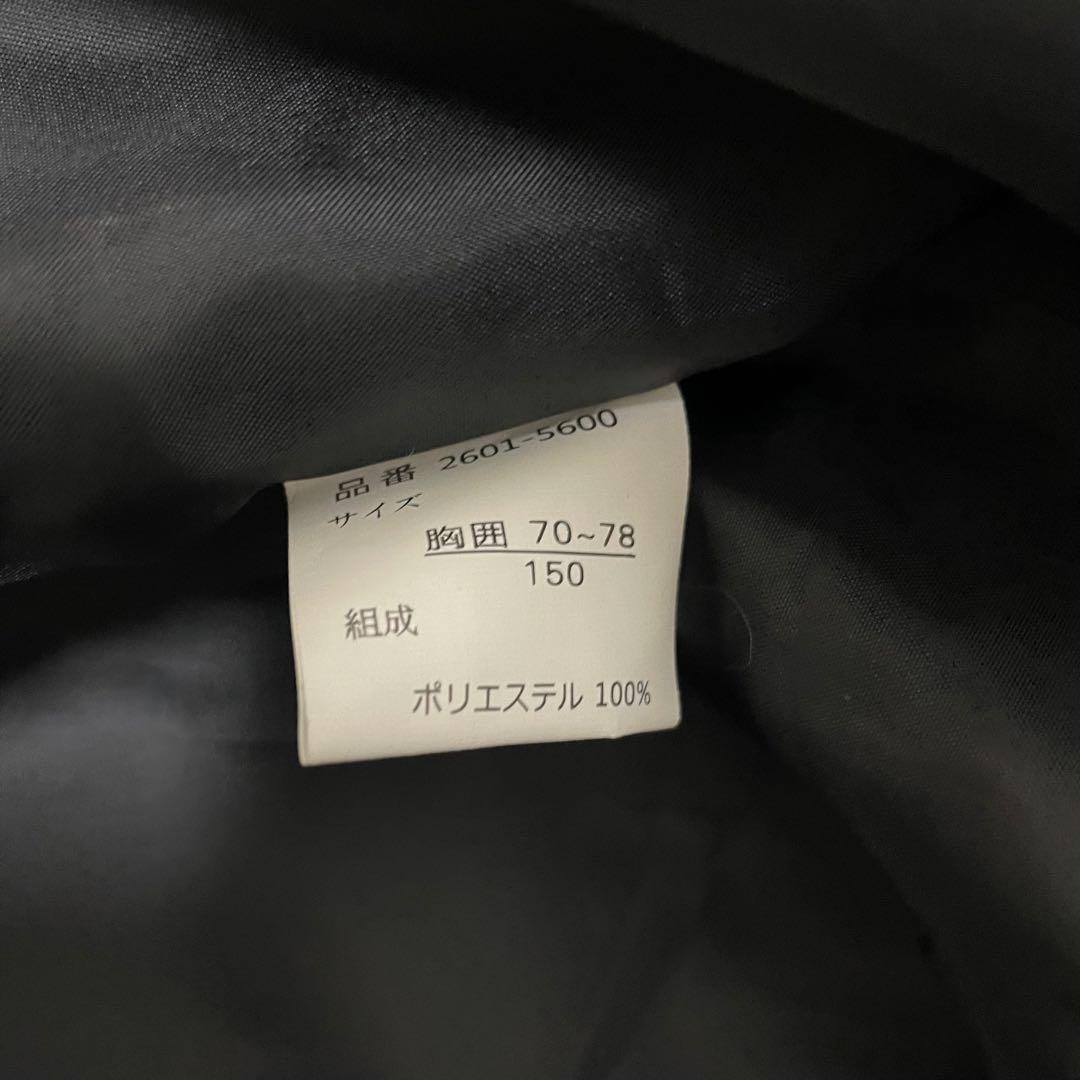 品番 2601-5600
サイズ
胸囲 70~78
150
組成
ポリエステル 100%